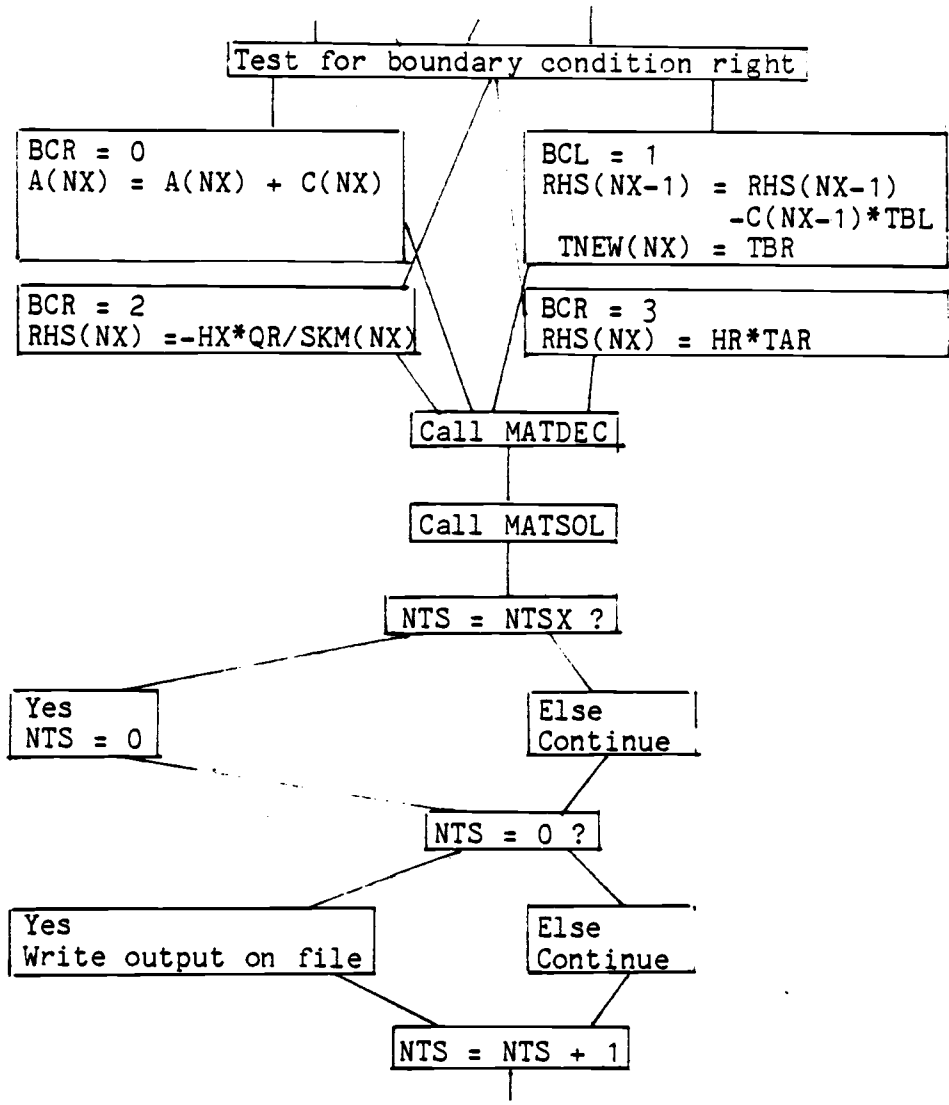 Test for boundary condition right
BCR = 0
A(NX) = A(NX) + C(NX)
BCL = 1
RHS(NX-1) = RHS(NX-1)
-C(NX-1)*TBL
TNEW(NX) = TBR
BCR = 2
RHS(NX) =-HX*QR/SKM(NX)
BCR = 3
RHS(NX) = HR*TAR
Call MATDEC
Call MATSOL
NTS = NTSX ?
Yes
NTS = 0
Else
Continue
NTS = 0 ?
Yes
Write output on file
Else
Continue
NTS = NTS + 1